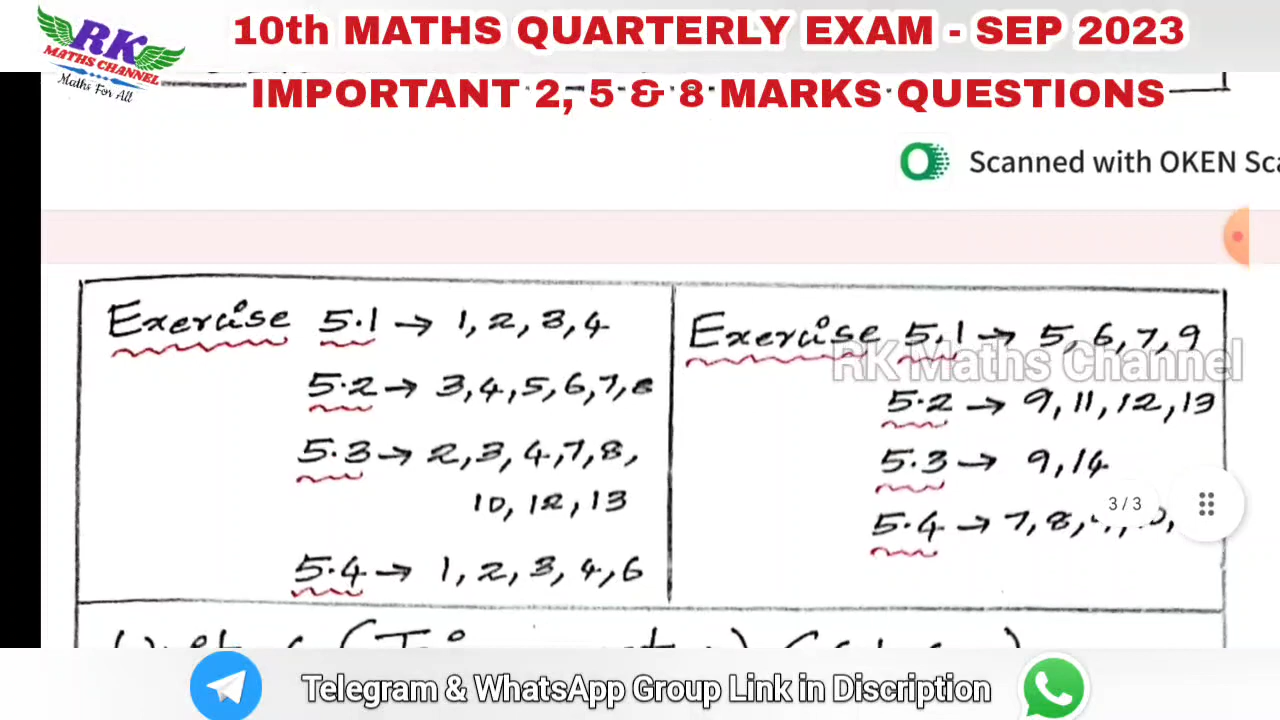 RK
MATHS CHANNEL
Maths For All
10th MATHS QUARTERLY EXAM - SEP 2023
IMPORTANT 2, 5 & 8 MARKS QUESTIONS
Scanned with OKEN Sca
Exercise 5.1 → 1, 2, 3, 4
5.2 → 3, 4, 5, 6, 7, 8
5.3 → 2, 3, 4, 7, 8,
10, 12, 13
5.4 → 1, 2, 3, 4, 6
Exercise 5.1 → 5, 6, 7, 9
RK Maths Channel
5.2 → 9, 11, 12, 13
5.3 → 9, 14
5.4 → 7, 8,
3/3
Telegram & WhatsApp Group Link in Discription